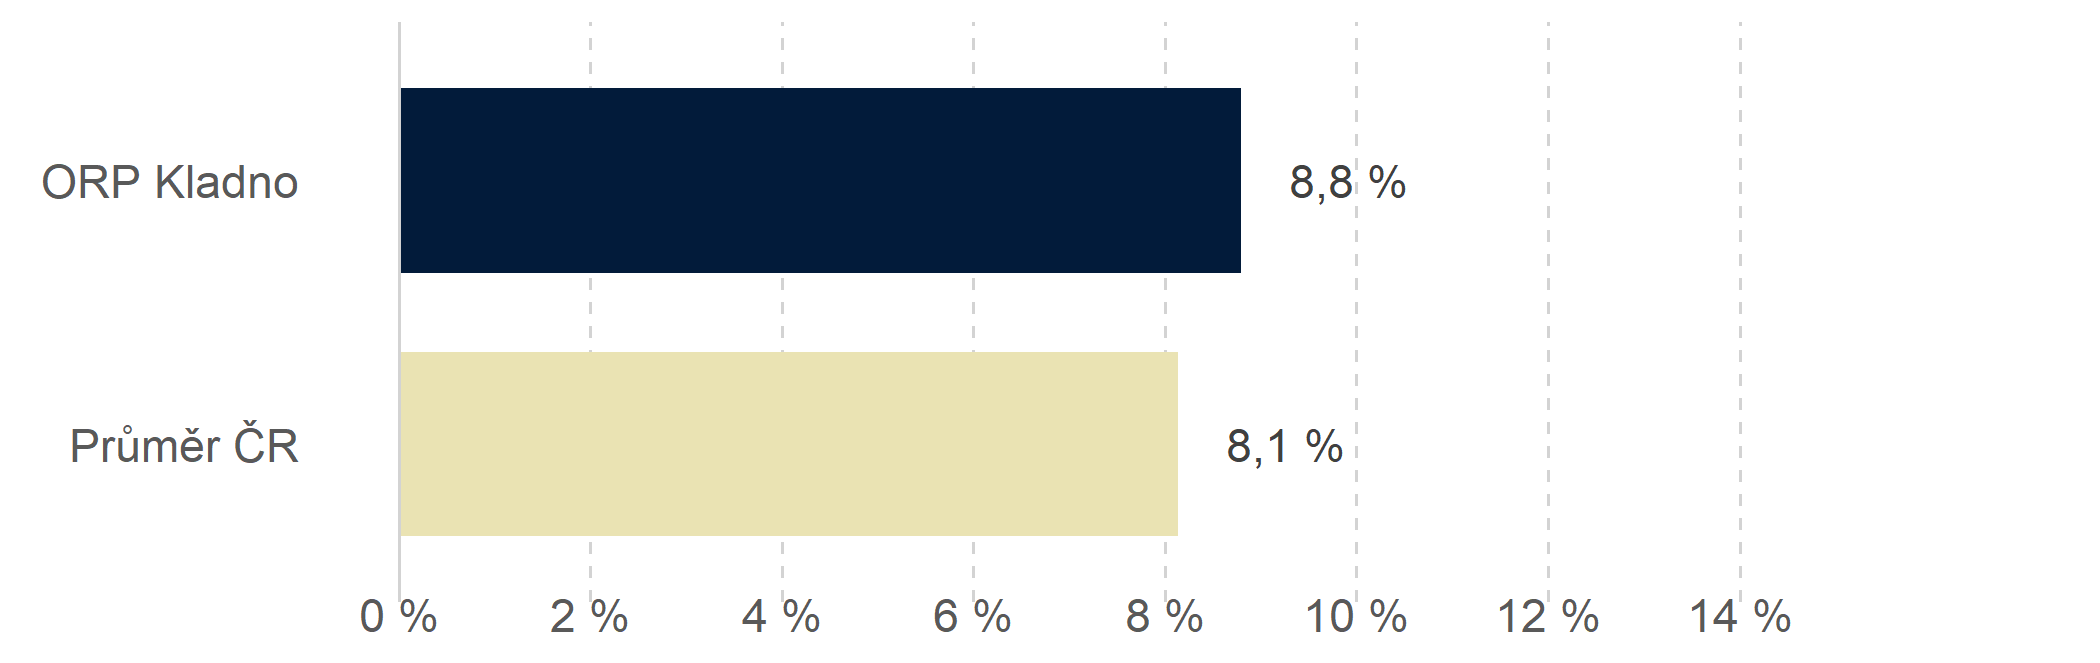 ORP Kladno
8,8 %
Průměr ČR
8,1 %
0 % 2 % 4 % 6 % 8 % 10 % 12 % 14 %